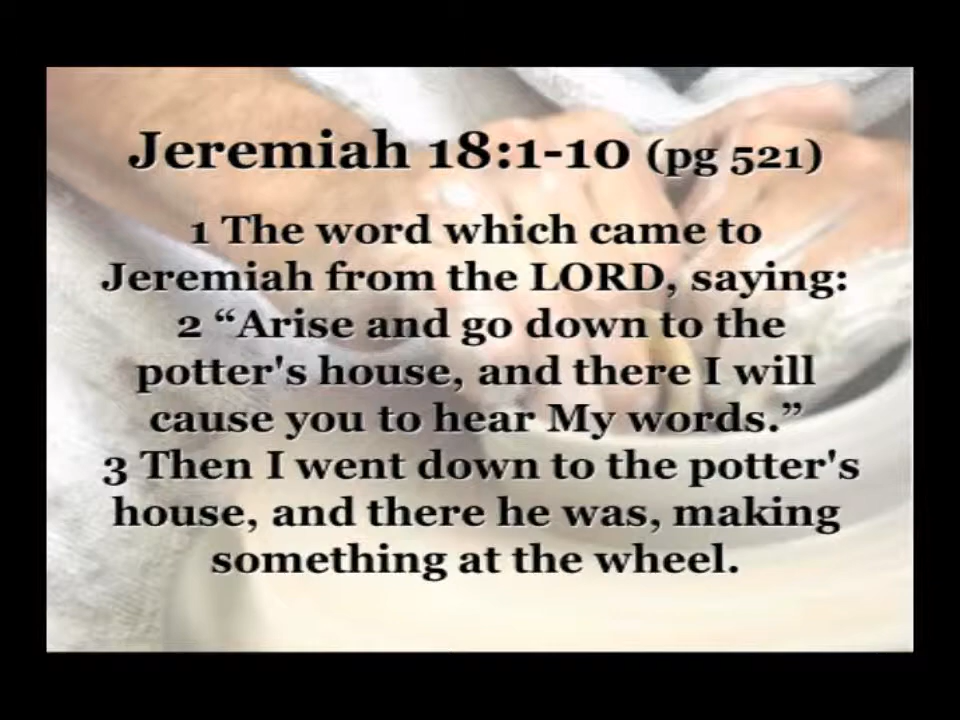 Jeremiah 18:1-10 (pg 521)
1 The word which came to
Jeremiah from the LORD, saying:
2 “Arise and go down to the
potter's house, and there I will
cause you to hear My words.”
3 Then I went down to the potter's
house, and there he was, making
something at the wheel.